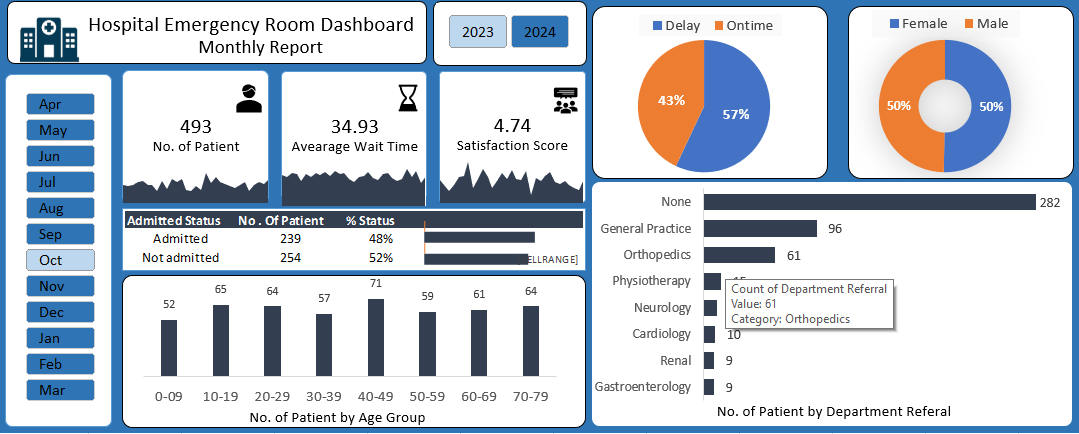 Hospital Emergency Room Dashboard
Monthly Report
2023
2024
Delay Ontime
43%
57%
Female Male
50%
50%
Apr
May
Jun
Jul
Aug
Sep
Oct
Nov
Dec
Jan
Feb
Mar
493
No. of Patient
34.93
Avearage Wait Time
4.74
Satisfaction Score
Admitted Status No . Of Patient % Status
Admitted 239 48%
Not admitted 254 52%
ELLRANGE]
52 65 64 57 71 59 61 64
0-09 10-19 20-29 30-39 40-49 50-59 60-69 70-79
No. of Patient by Age Group
None 282
General Practice 96
Orthopedics 61
Physiotherapy
Neurology
Cardiology 10
Renal 9
Gastroenterology 9
Count of Department Referral
Value: 61
Category: Orthopedics
No. of Patient by Department Referal